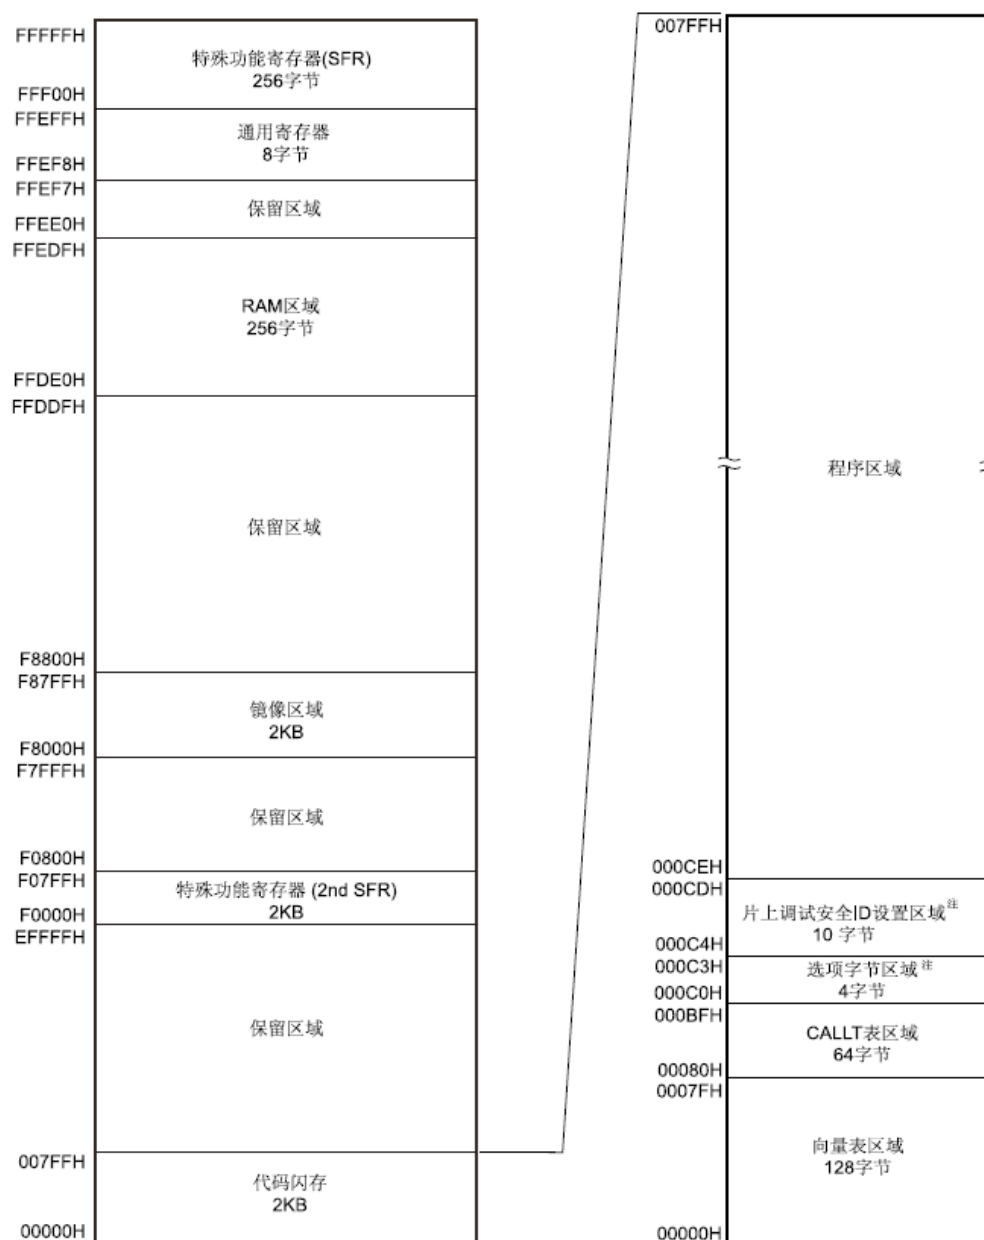 FFFFFH
特殊功能寄存器(SFR)
256字节
FFF00H
FFEFFH
通用寄存器
8字节
FFEF8H
FFEF7H
保留区域
FFEE0H
FFEDFH
RAM区域
256字节
FFDE0H
FFDDFH
保留区域
F8800H
F87FFH
镜像区域
2KB
F8000H
F7FFFH
保留区域
F0800H
F07FFH
特殊功能寄存器 (2nd SFR)
2KB
F0000H
EFFFFH
保留区域
007FFH
代码闪存
2KB
00000H
007FFH
程序区域
000CEH
000CDH
片上调试安全ID设置区域注
10 字节
000C4H
000C3H
选项字节区域注
4字节
000C0H
000BFH
CALLT表区域
64字节
00080H
0007FH
向量表区域
128字节
00000H